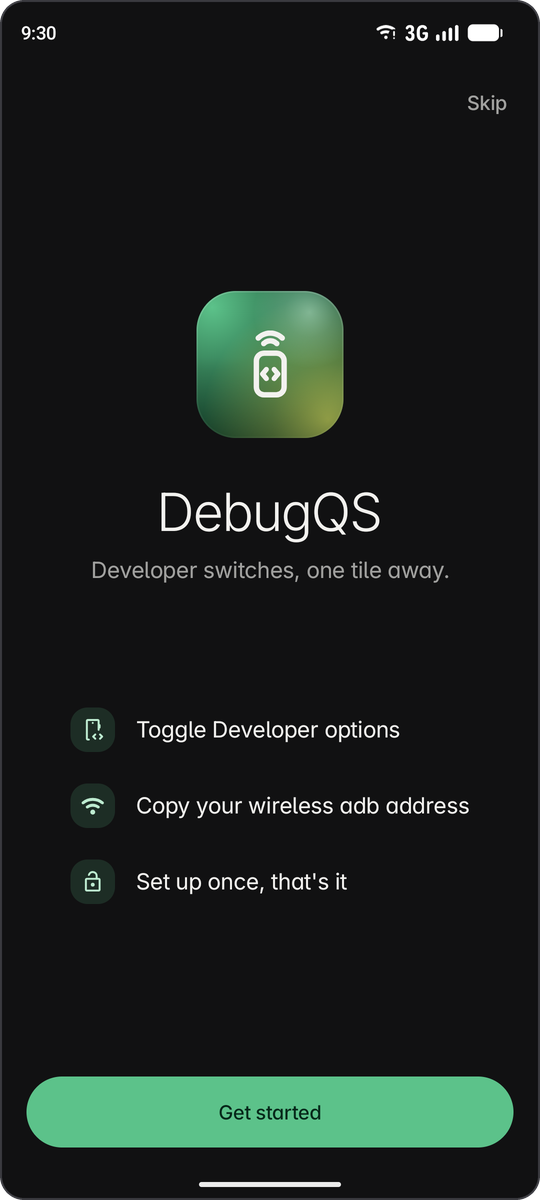 9:30
3G
Skip
DebugQS
Developer switches, one tile away.
Toggle Developer options
Copy your wireless adb address
Set up once, that's it
Get started